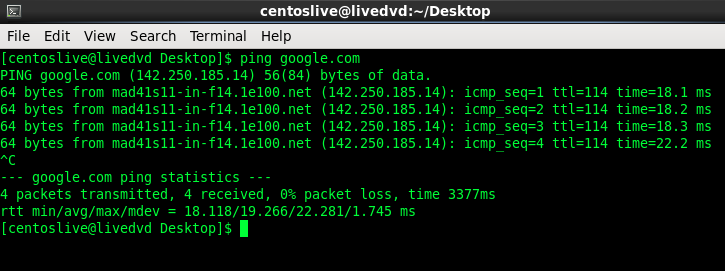 centoslive@livedvd:~/Desktop
File Edit View Search Terminal Help
[centoslive@livedvd Desktop]$ ping google.com
PING google.com (142.250.185.14) 56(84) bytes of data.
64 bytes from mad41s11-in-f14.1e100.net (142.250.185.14): icmp_seq=1 ttl=114 time=18.1 ms
64 bytes from mad41s11-in-f14.1e100.net (142.250.185.14): icmp_seq=2 ttl=114 time=18.2 ms
64 bytes from mad41s11-in-f14.1e100.net (142.250.185.14): icmp_seq=3 ttl=114 time=18.3 ms
64 bytes from mad41s11-in-f14.1e100.net (142.250.185.14): icmp_seq=4 ttl=114 time=22.2 ms
^C
--- google.com ping statistics ---
4 packets transmitted, 4 received, 0% packet loss, time 3377ms
rtt min/avg/max/mdev = 18.118/19.266/22.281/1.745 ms
[centoslive@livedvd Desktop]$